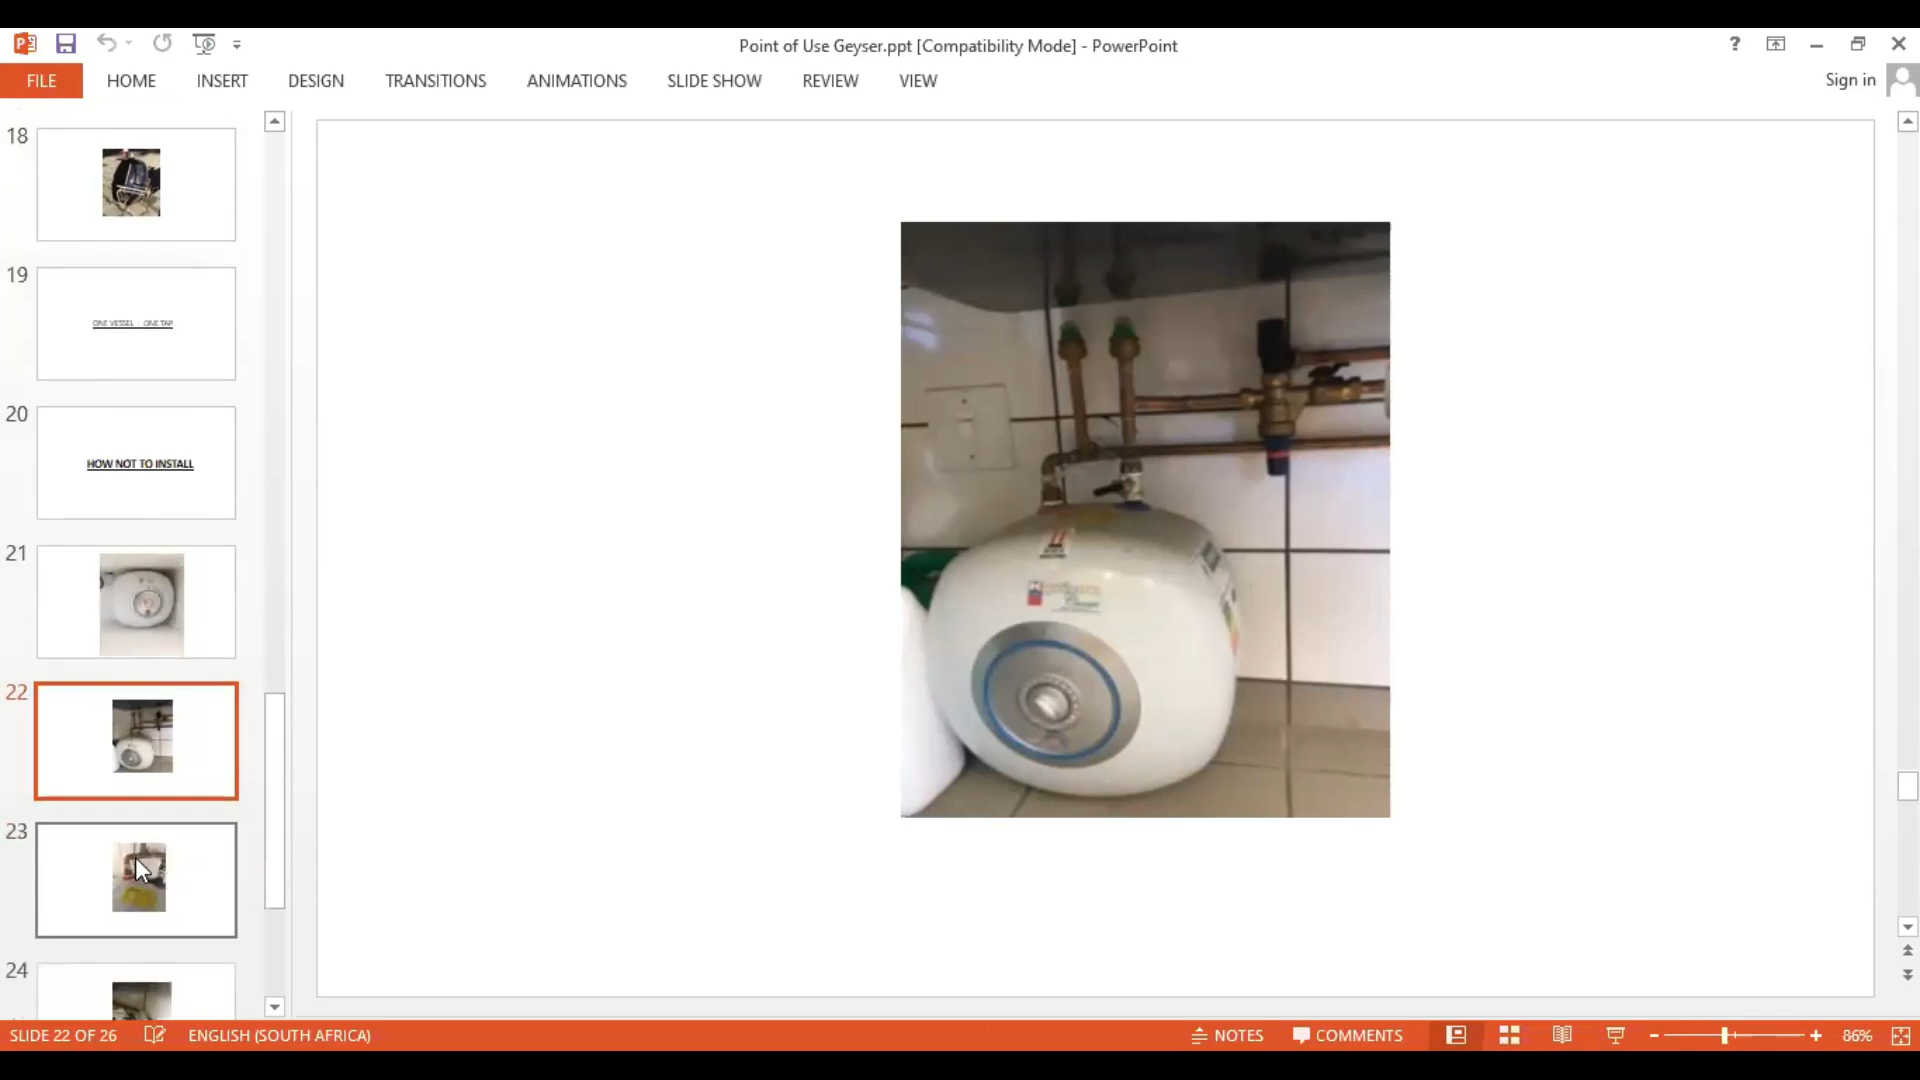 Point of Use Geyser.ppt [Compatibility Mode] - PowerPoint
?
FILE HOME INSERT DESIGN TRANSITIONS ANIMATIONS SLIDE SHOW REVIEW VIEW Sign in
18
19
ONE VESSEL : ONE TAP
20
HOW NOT TO INSTALL
21
22
23
24
SLIDE 22 OF 26 ENGLISH (SOUTH AFRICA) NOTES COMMENTS 86%